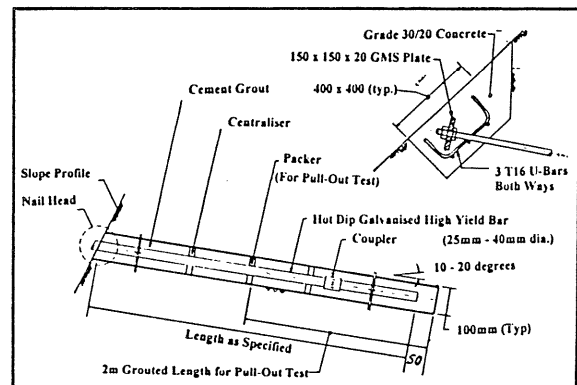 Grade 30/20 Concrete
150 x 150 x 20 GMS Plate
400 x 400 (typ.)
Cement Grout
Centraliser
Packer
(For Pull-Out Test)
3 T16 U-Bars
Both Ways
Slope Profile
Nail Head
Hot Dip Galvanised High Yield Bar
(25mm - 40mm dia.)
Coupler
10 - 20 degrees
100mm (Typ)
Length as Specified
50
2m Grouted Length for Pull-Out Test